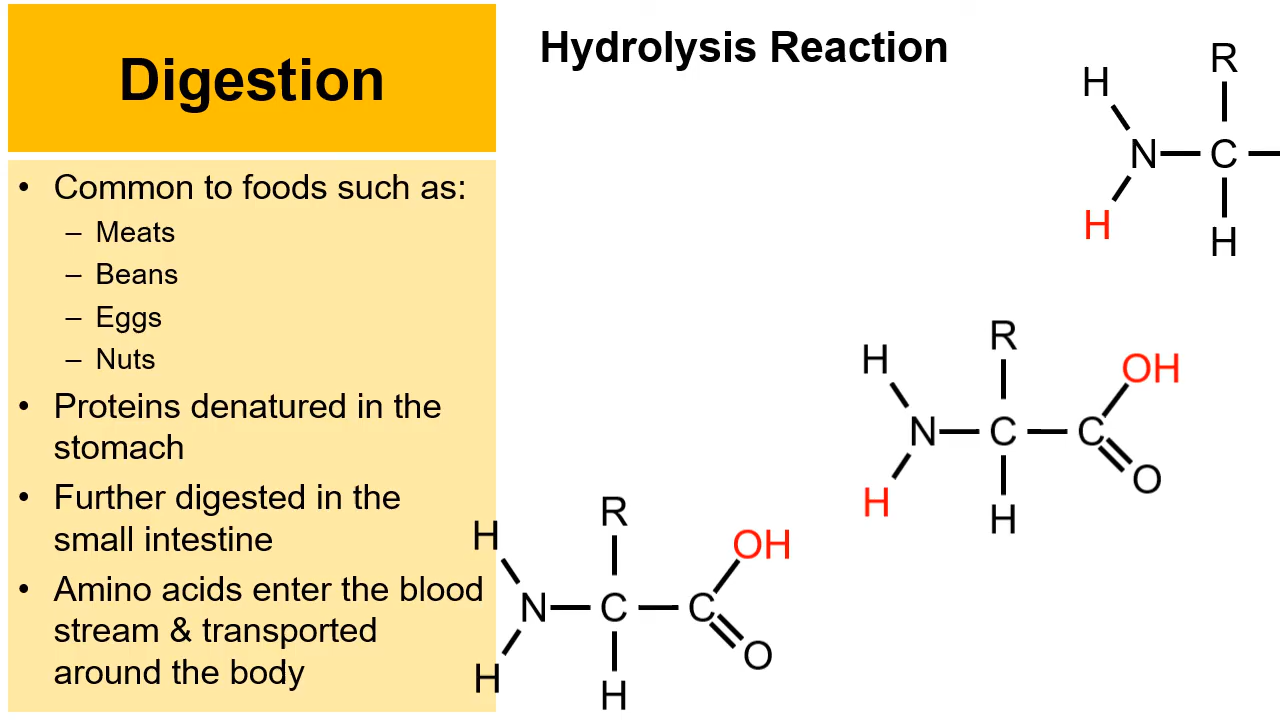 Digestion
• Common to foods such as:
– Meats
– Beans
– Eggs
– Nuts
• Proteins denatured in the
stomach
• Further digested in the
small intestine
• Amino acids enter the blood
stream & transported
around the body
Hydrolysis Reaction
R
H
N C
H
H
R
H OH
N C C
H O
H
R
H OH
N C C
H O
H